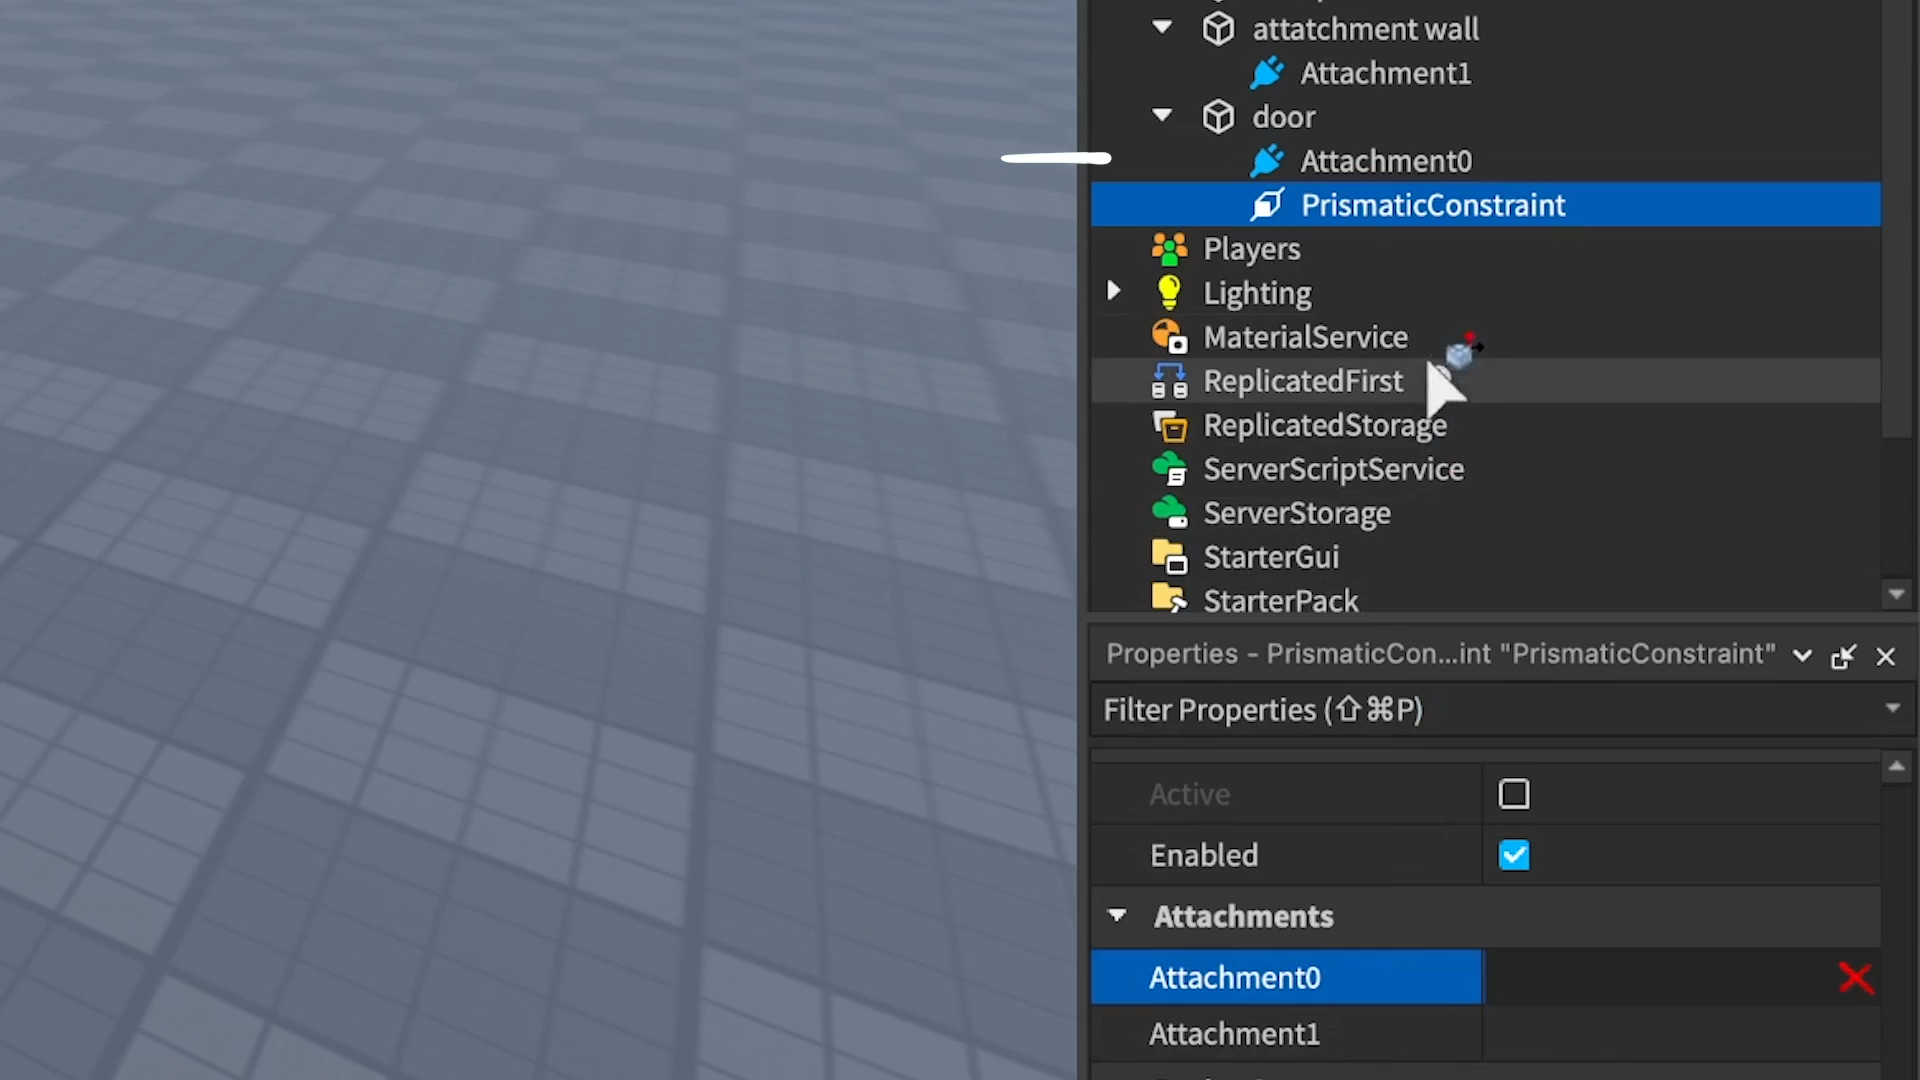 attatchment wall
Attachment1
door
Attachment0
PrismaticConstraint
Players
Lighting
MaterialService
ReplicatedFirst
ReplicatedStorage
ServerScriptService
ServerStorage
StarterGui
StarterPack
Properties - PrismaticCon...int "PrismaticConstraint"
Filter Properties (⇧⌘P)
Active
Enabled
Attachments
Attachment0
Attachment1